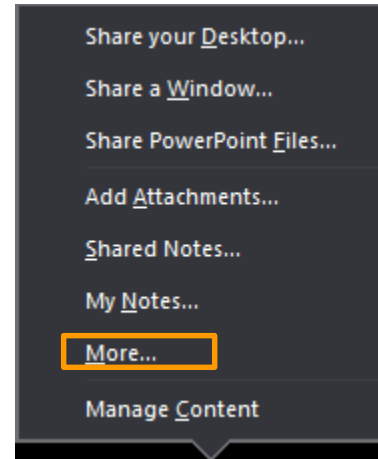 Share your Desktop...
Share a Window...
Share PowerPoint Files...
Add Attachments...
Shared Notes...
My Notes...
More...
Manage Content